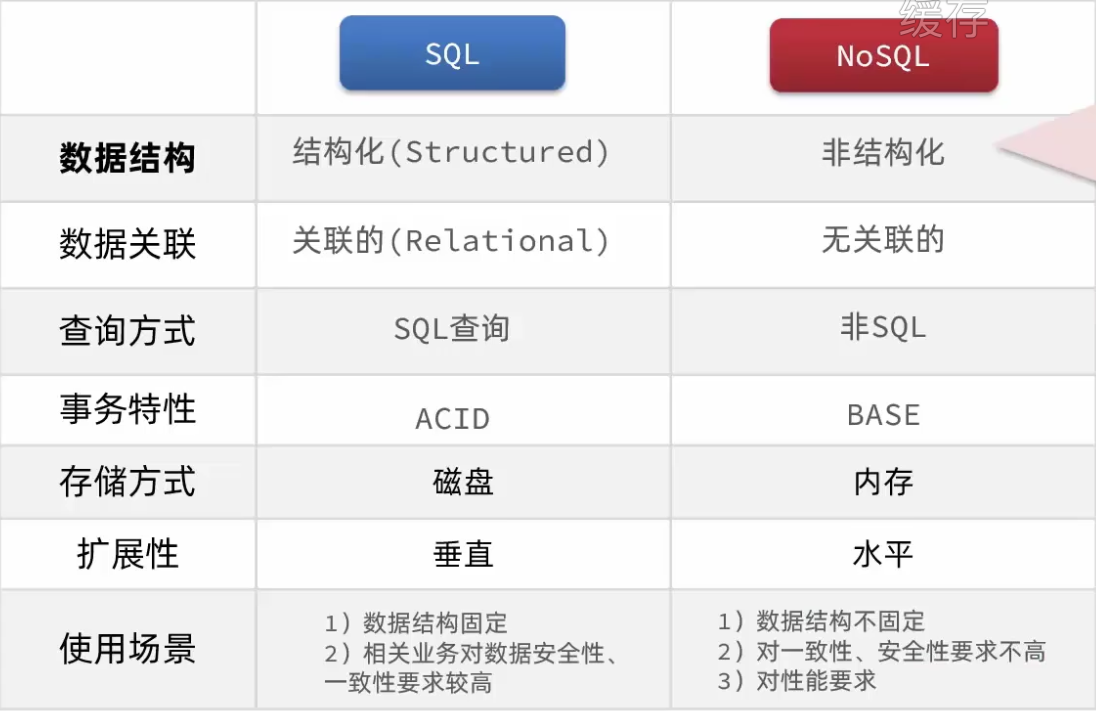 缓存
SQL
NoSQL
数据结构
结构化(Structured)
非结构化
数据关联
关联的(Relational)
无关联的
查询方式
SQL查询
非SQL
事务特性
ACID
BASE
存储方式
磁盘
内存
扩展性
垂直
水平
使用场景
1）数据结构固定
2）相关业务对数据安全性、
一致性要求较高
1）数据结构不固定
2）对一致性、安全性要求不高
3）对性能要求